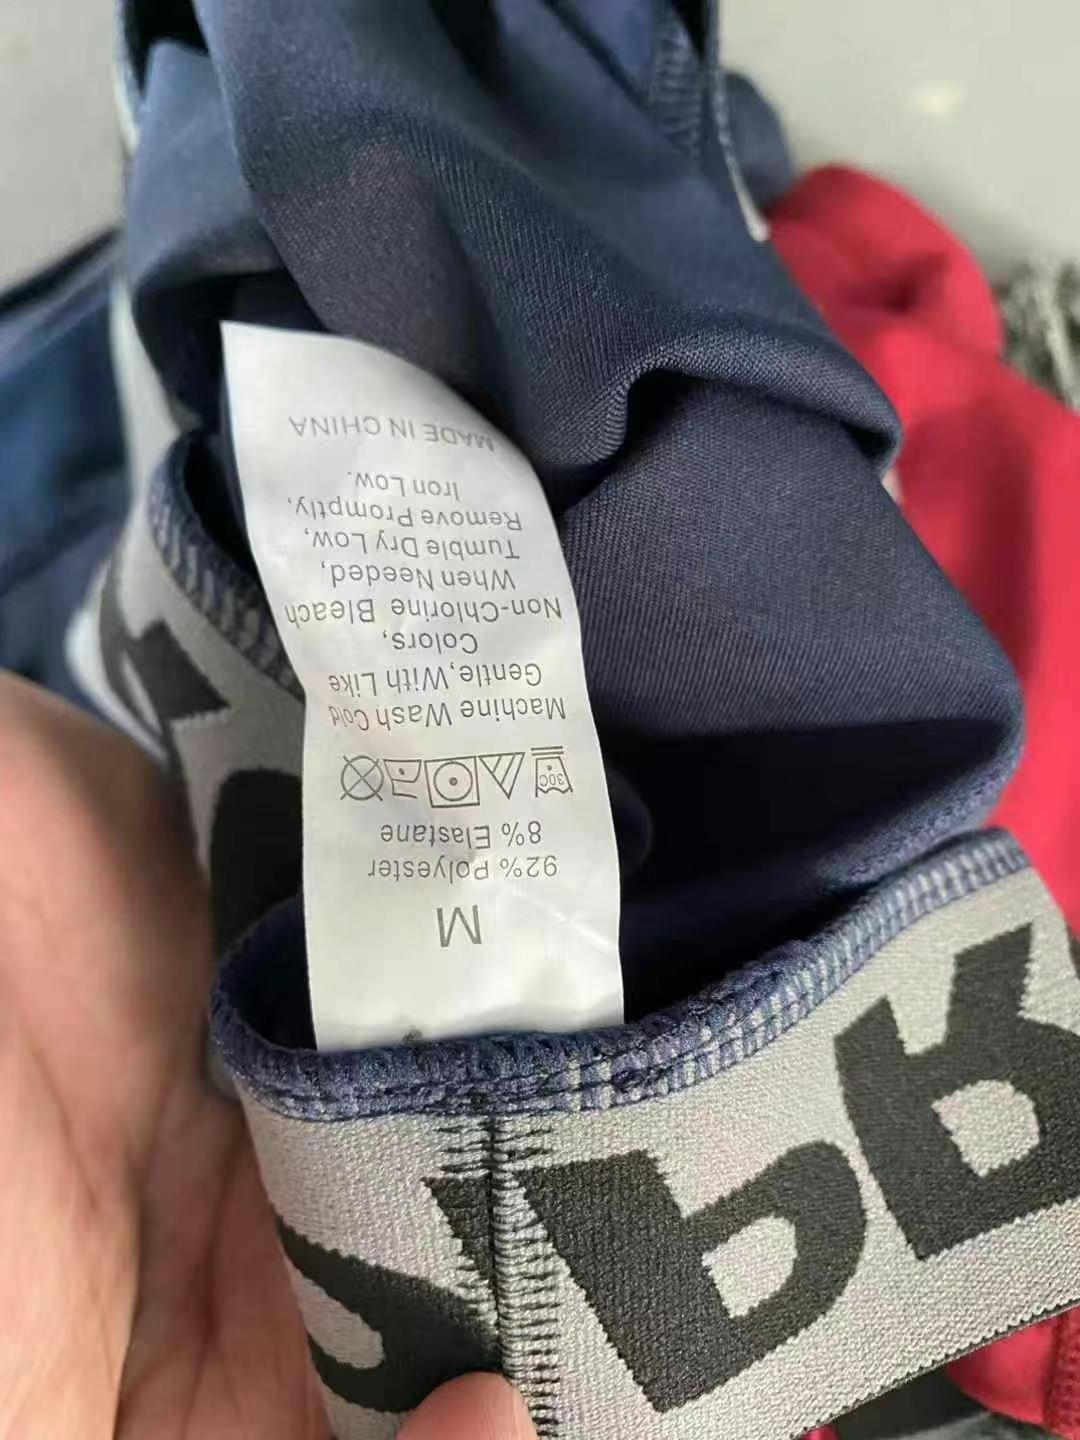 M
92% Polyester
8% Elastane
30C
Machine Wash Cold
Gentle,With Like
Colors,
Non-Chlorine Bleach
When Needed,
Tumble Dry Low,
Remove Promptly,
Iron Low.
MADE IN CHINA